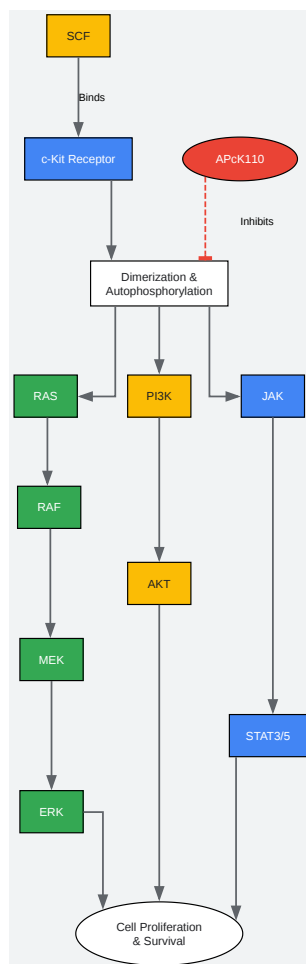 SCF
Binds
c-Kit Receptor
APcK110
Inhibits
Dimerization &
Autophosphorylation
RAS
PI3K
JAK
RAF
AKT
MEK
STAT3/5
ERK
Cell Proliferation
& Survival